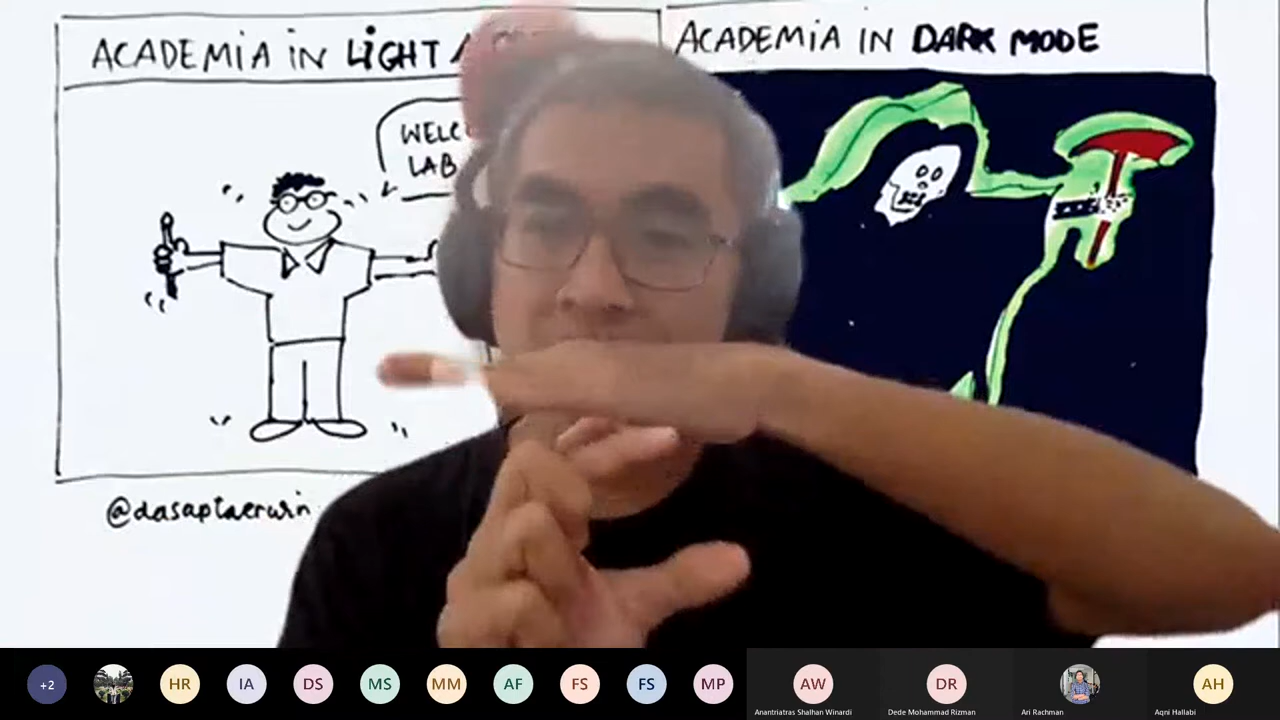 ACADEMiA iN LiGHT
ACADEMiA IN DARK MODE
WELC
LAB
@dasaptaerwin
+2
HR
IA
DS
MS
MM
AF
FS
FS
MP
AW
DR
AH
Anantriatras Shalhan Winardi
Dede Mohammad Rizman
Ari Rachman
Aqni Hallabi